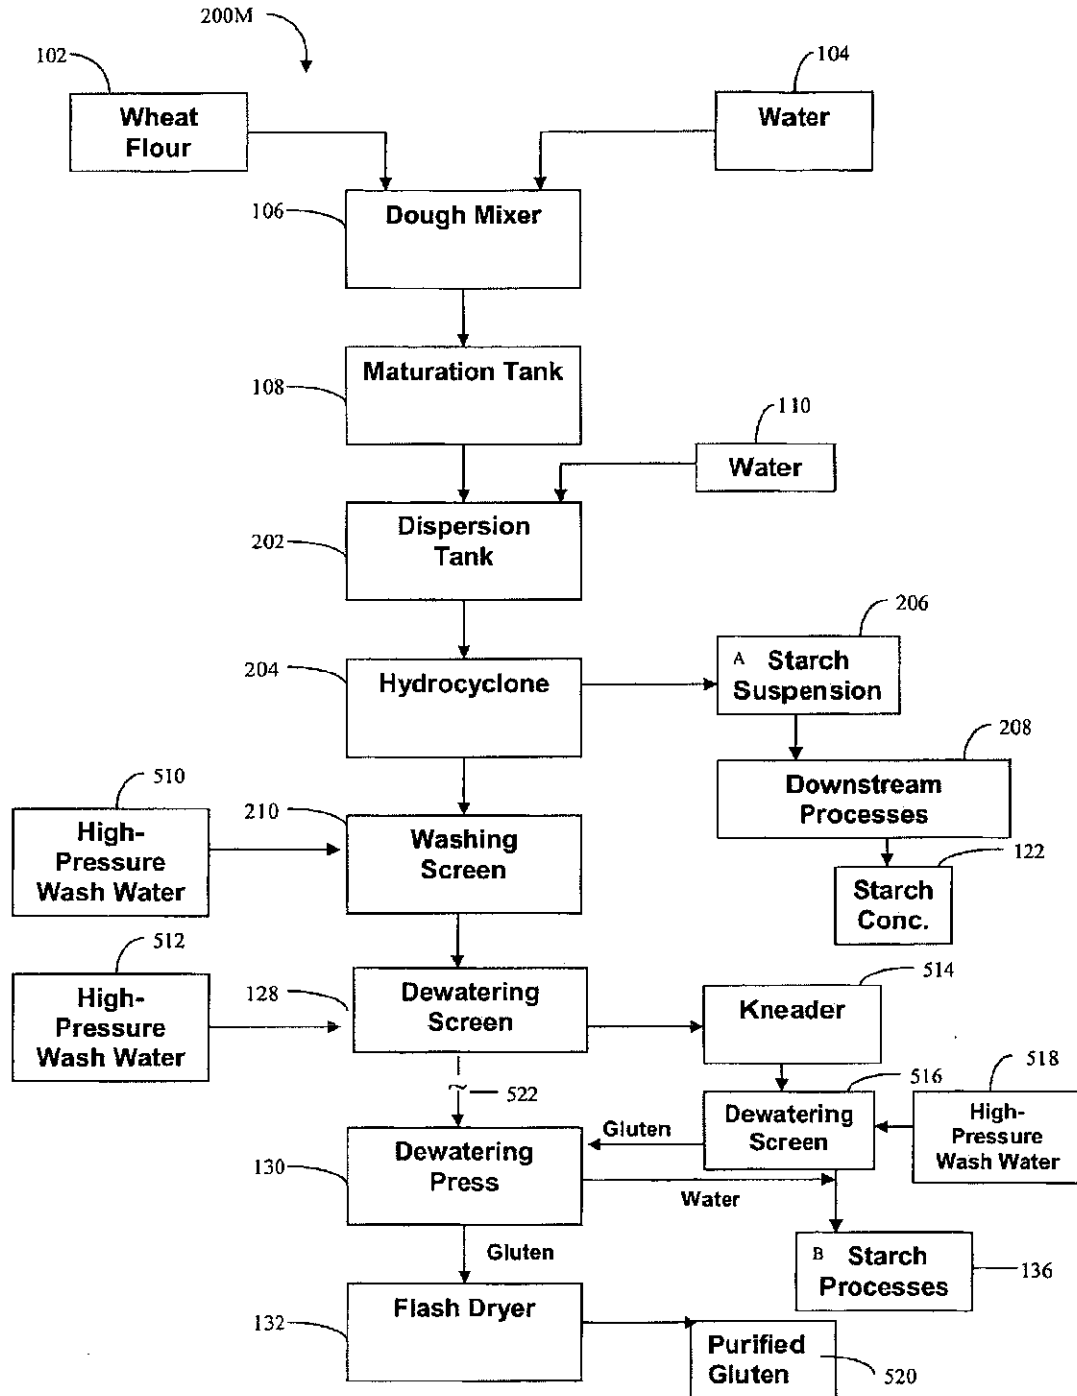 200M
102
104
Wheat
Flour
Water
106
Dough Mixer
108
Maturation Tank
110
Water
202
Dispersion
Tank
206
204
Hydrocyclone
A Starch
Suspension
208
Downstream
Processes
510
210
High-
Pressure
Wash Water
Washing
Screen
122
Starch
Conc.
512
128
High-
Pressure
Wash Water
Dewatering
Screen
514
Kneader
522
516
518
Dewatering
Screen
High-
Pressure
Wash Water
Gluten
130
Dewatering
Press
Water
Gluten
B Starch
Processes
136
132
Flash Dryer
Purified
Gluten
520